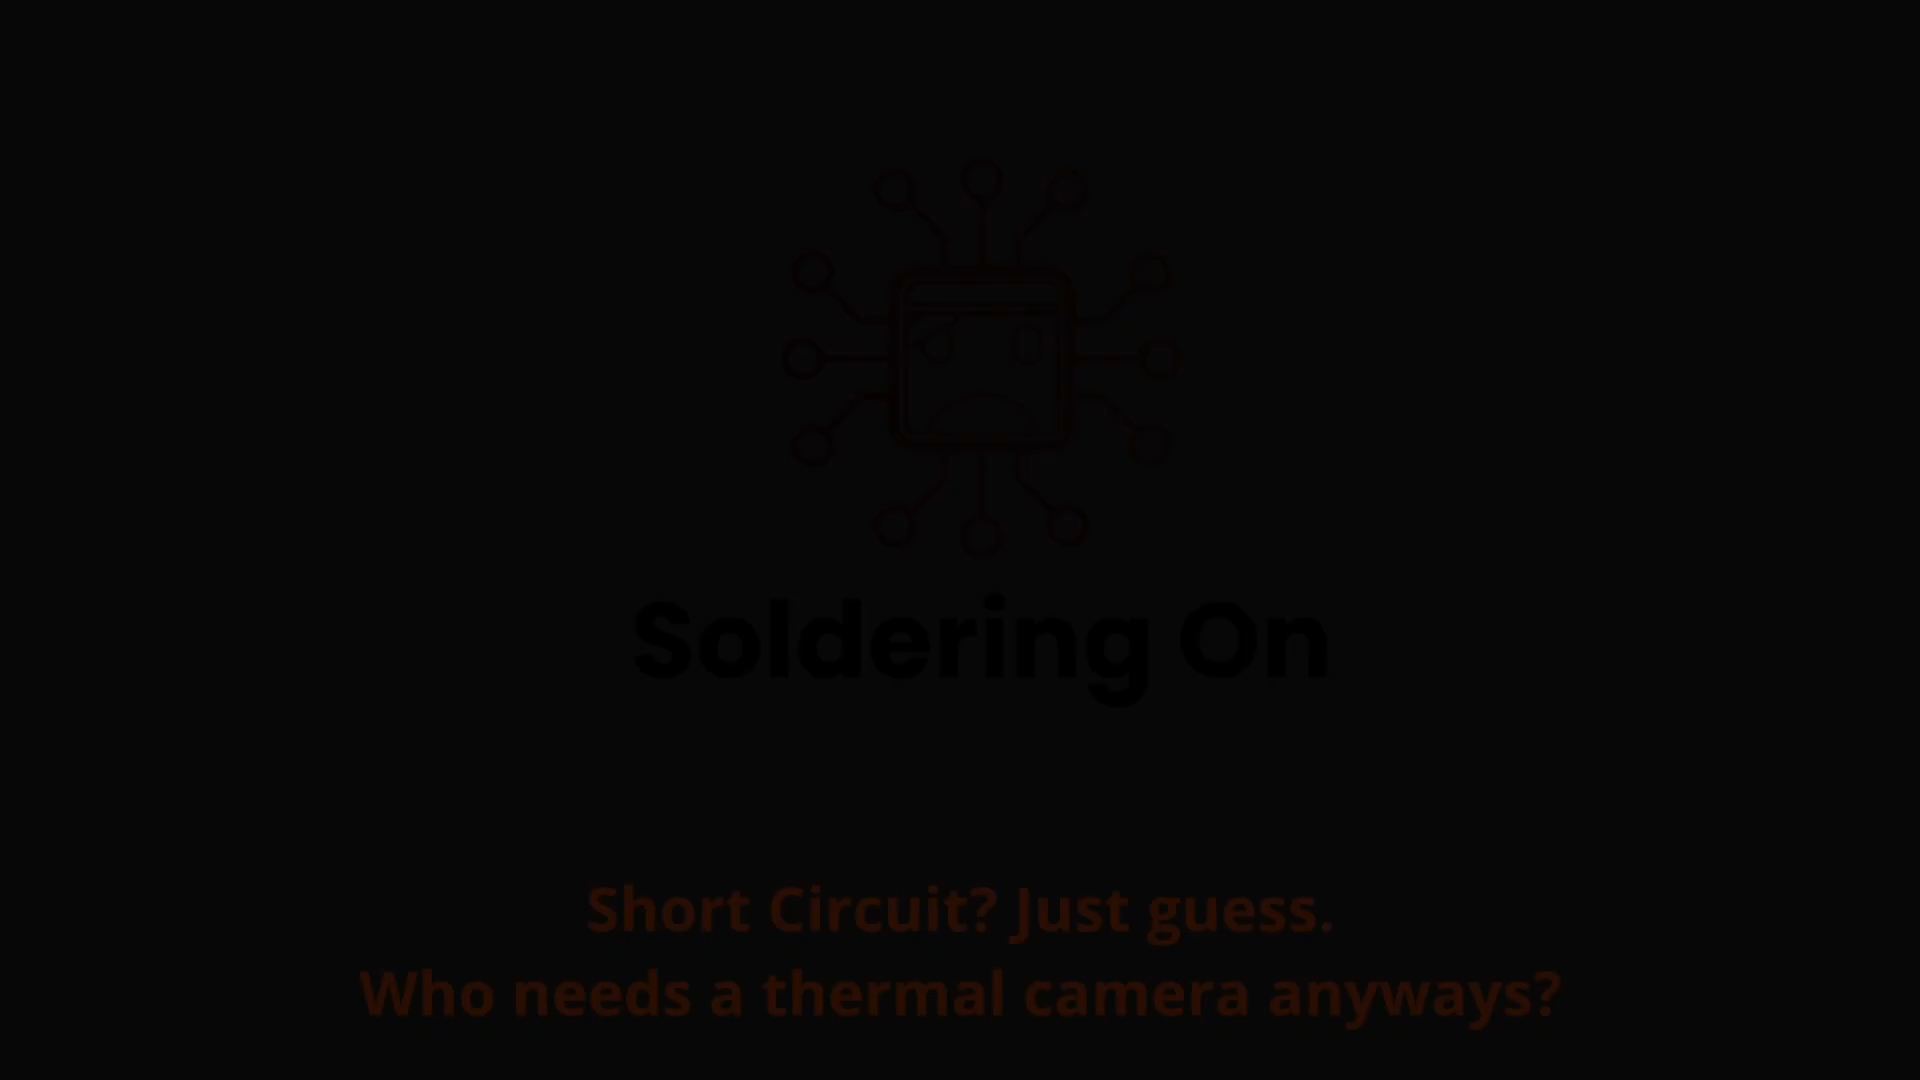 Soldering On
Short Circuit? Just guess.
Who needs a thermal camera anyways?